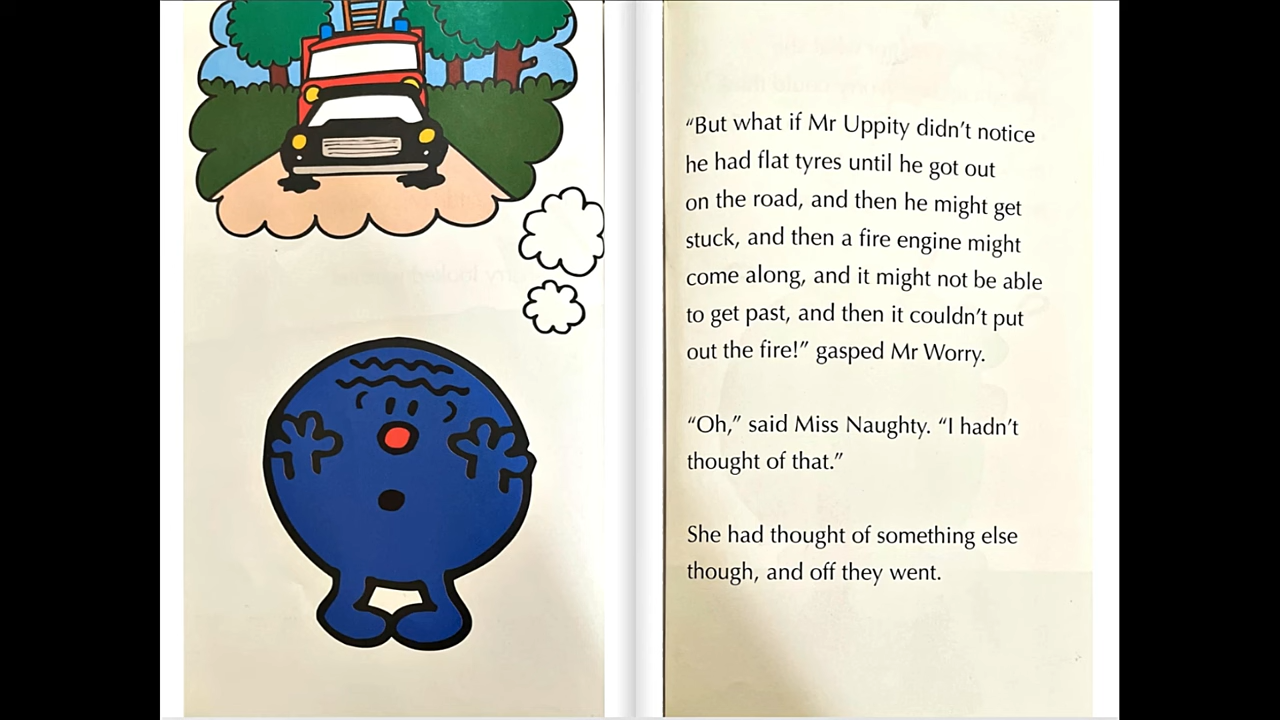 “But what if Mr Uppity didn’t notice
he had flat tyres until he got out
on the road, and then he might get
stuck, and then a fire engine might
come along, and it might not be able
to get past, and then it couldn’t put
out the fire!” gasped Mr Worry.
“Oh,” said Miss Naughty. “I hadn’t
thought of that.”
She had thought of something else
though, and off they went.